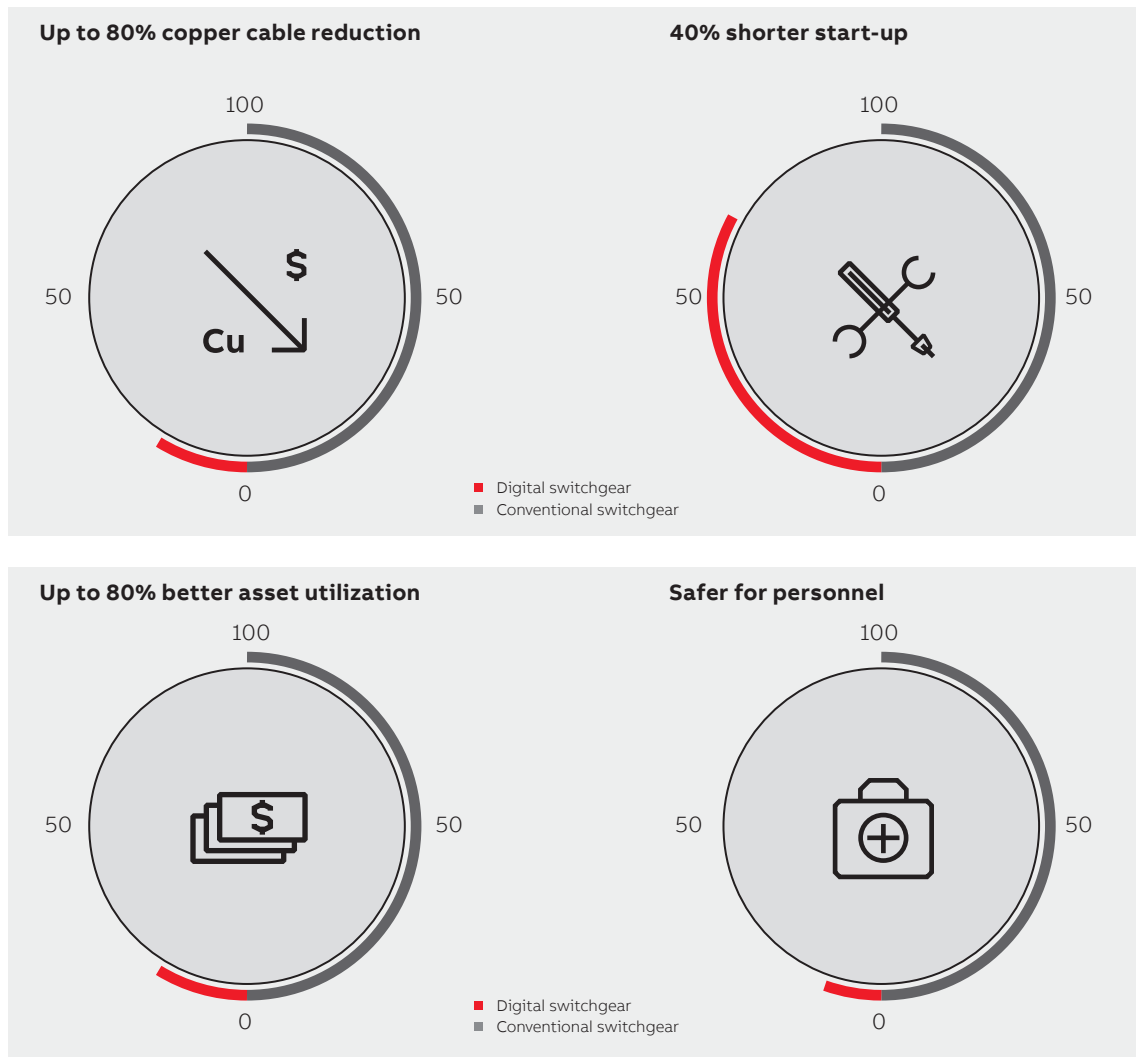 Up to 80% copper cable reduction
40% shorter start-up
100
100
$
Cu
50
50
50
50
0
0
Digital switchgear
Conventional switchgear
Up to 80% better asset utilization
Safer for personnel
100
100
$
50
50
50
50
0
0
Digital switchgear
Conventional switchgear